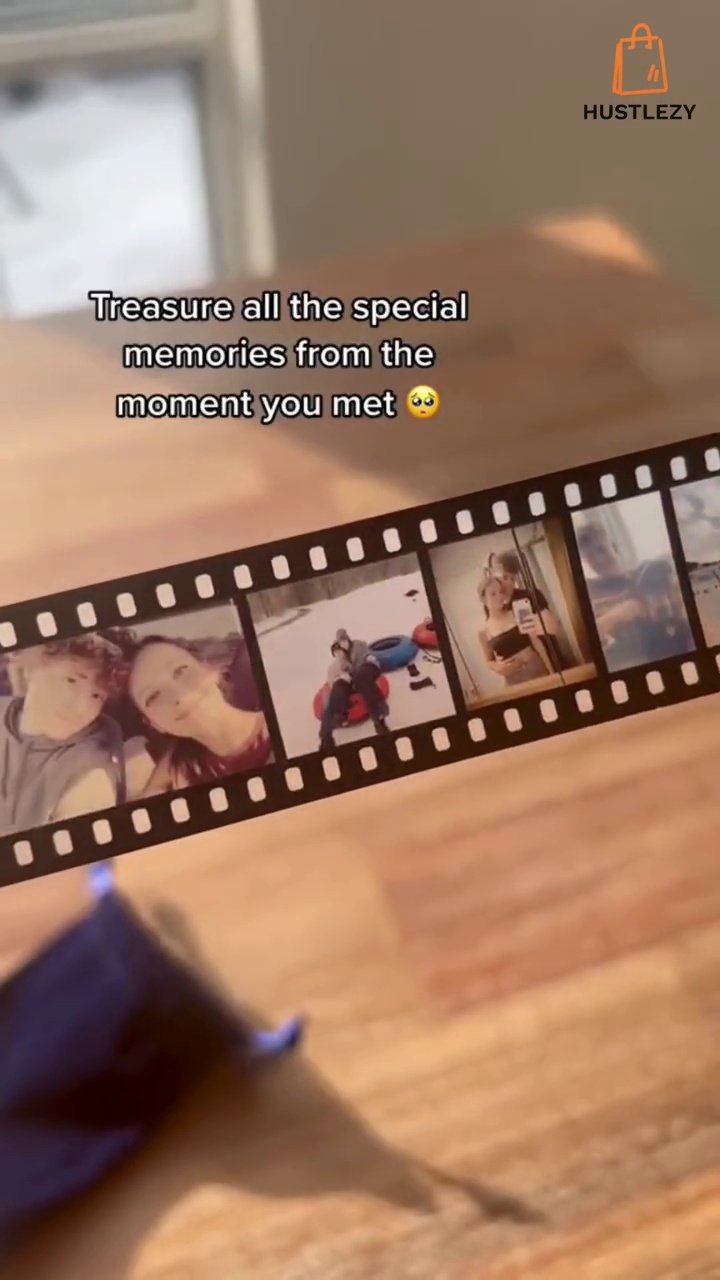 HUSTLEZY
Treasure all the special
memories from the
moment you met 🥺